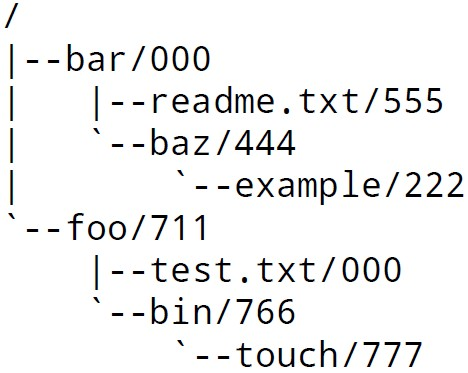 /
|--bar/000
|   |--readme.txt/555
|   `--baz/444
|       `--example/222
`--foo/711
    |--test.txt/000
    `--bin/766
        `--touch/777